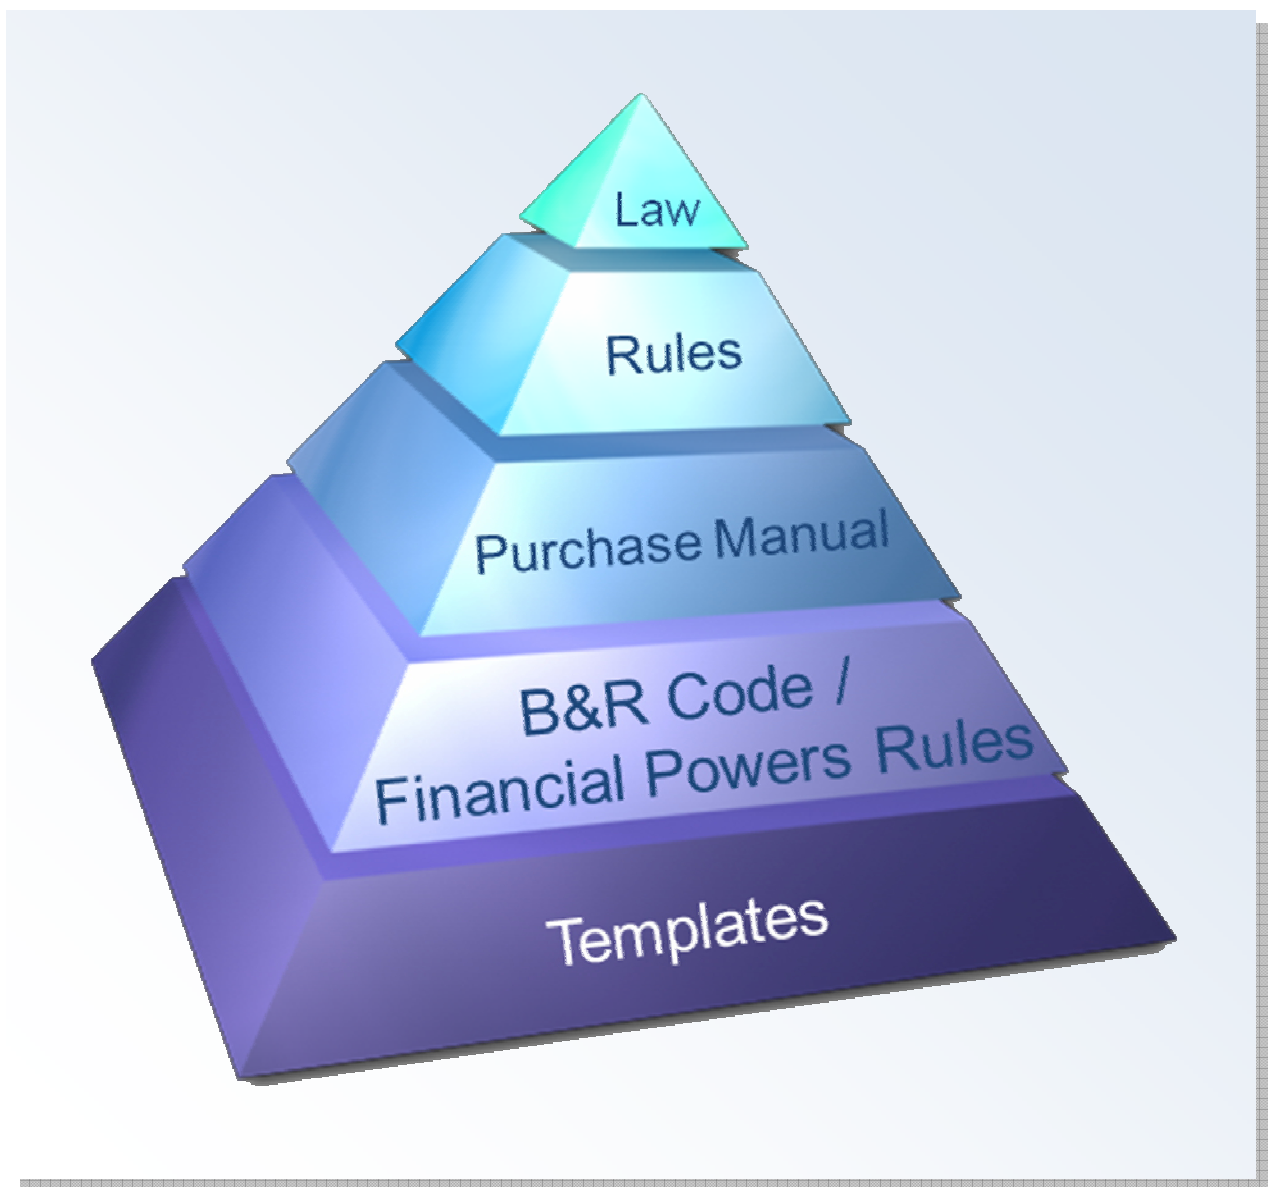 Law
Rules
Purchase Manual
B&R Code /
Financial Powers Rules
Templates